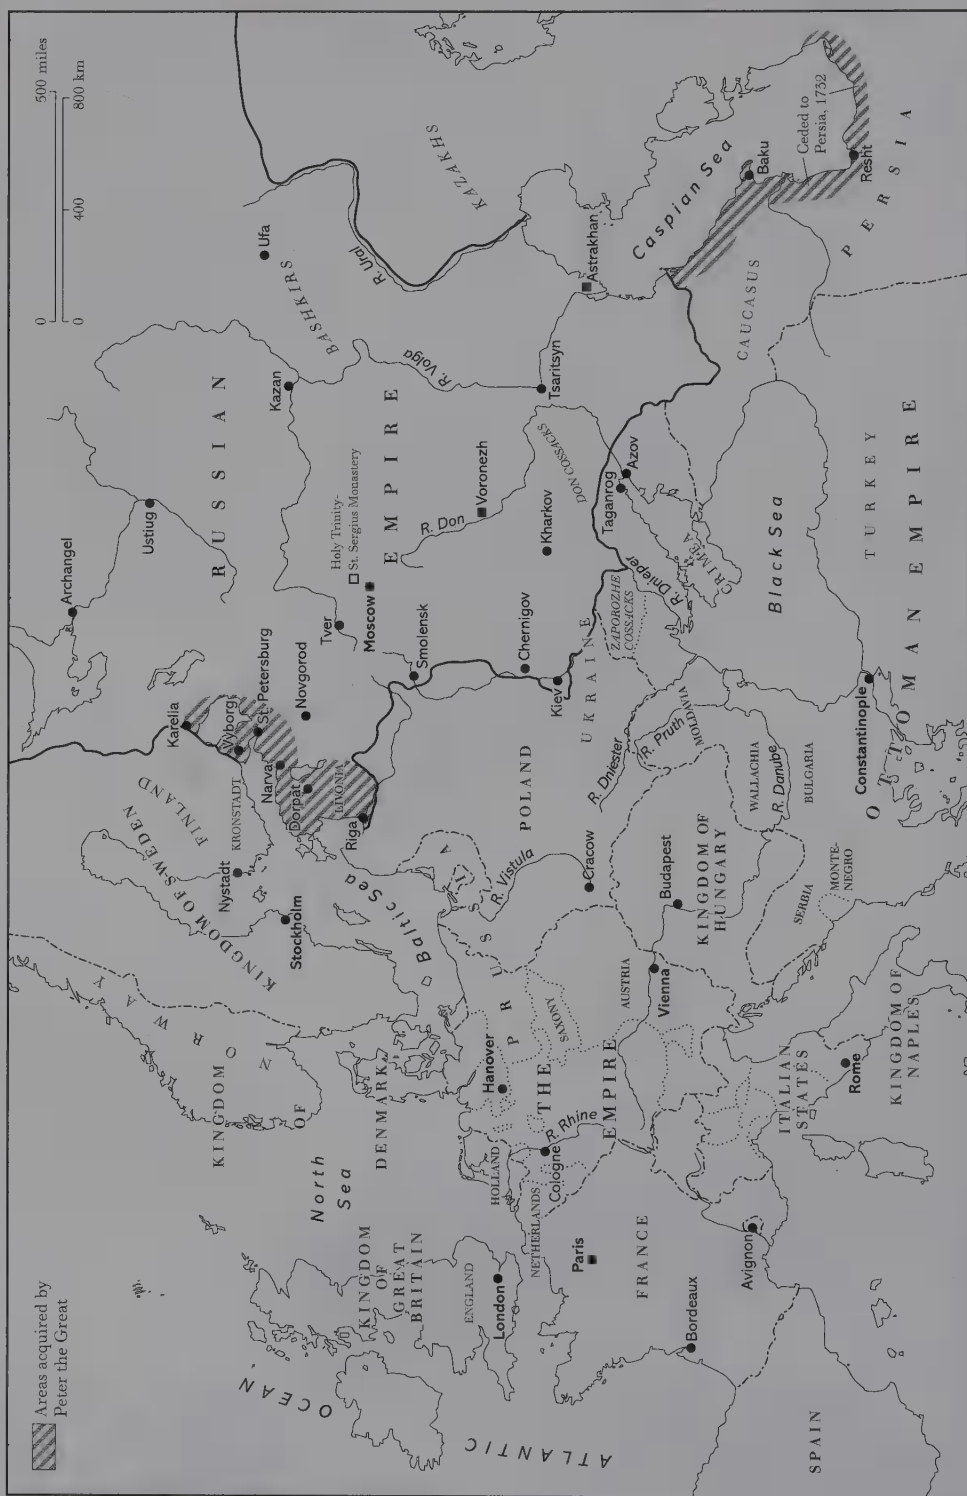 Areas acquired by
Peter the Great
0
400
500 miles
0
800 km
ATLANTIC
OCEAN
North
Sea
KINGDOM
OF
GREAT
BRITAIN
ENGLAND
London
KINGDOM
OF
NORWAY
DENMARK
KINGDOM OF SWEDEN
FINLAND
Stockholm
Nystadt
KRONSTADT
Baltic Sea
Karelia
Vyborg
St. Petersburg
Narva
Novgorod
Dorpat
LIVONIA
Riga
Archangel
Ustiug
RUSSIAN
EMPIRE
Holy Trinity-
St. Sergius Monastery
Tver
Moscow
Smolensk
Kazan
Ufa
BASHKIRS
R. Ural
KAZAKHS
R. Volga
Tsaritsyn
Astrakhan
Voronezh
R. Don
Kharkov
Chernigov
Kiev
UKRAINE
DON COSSACKS
ZAPOROZHE
COSSACKS
R. Dnieper
Taganrog
Azov
CRIMEA
Caspian Sea
CAUCASUS
Baku
Ceded to
Persia, 1732
Resht
PERSIA
Black Sea
TURKEY
OTTOMAN EMPIRE
Constantinople
POLAND
R. Dniester
R. Pruth
MOLDAVIA
WALLACHIA
R. Danube
BULGARIA
PRUSSIA
R. Vistula
Cracow
Budapest
KINGDOM OF
HUNGARY
SERBIA
MONTE-
NEGRO
AUSTRIA
Vienna
SAXONY
Hanover
THE
EMPIRE
HOLLAND
NETHERLANDS
Cologne
R. Rhine
Paris
FRANCE
Bordeaux
Avignon
SPAIN
ITALIAN
STATES
Rome
KINGDOM OF
NAPLES